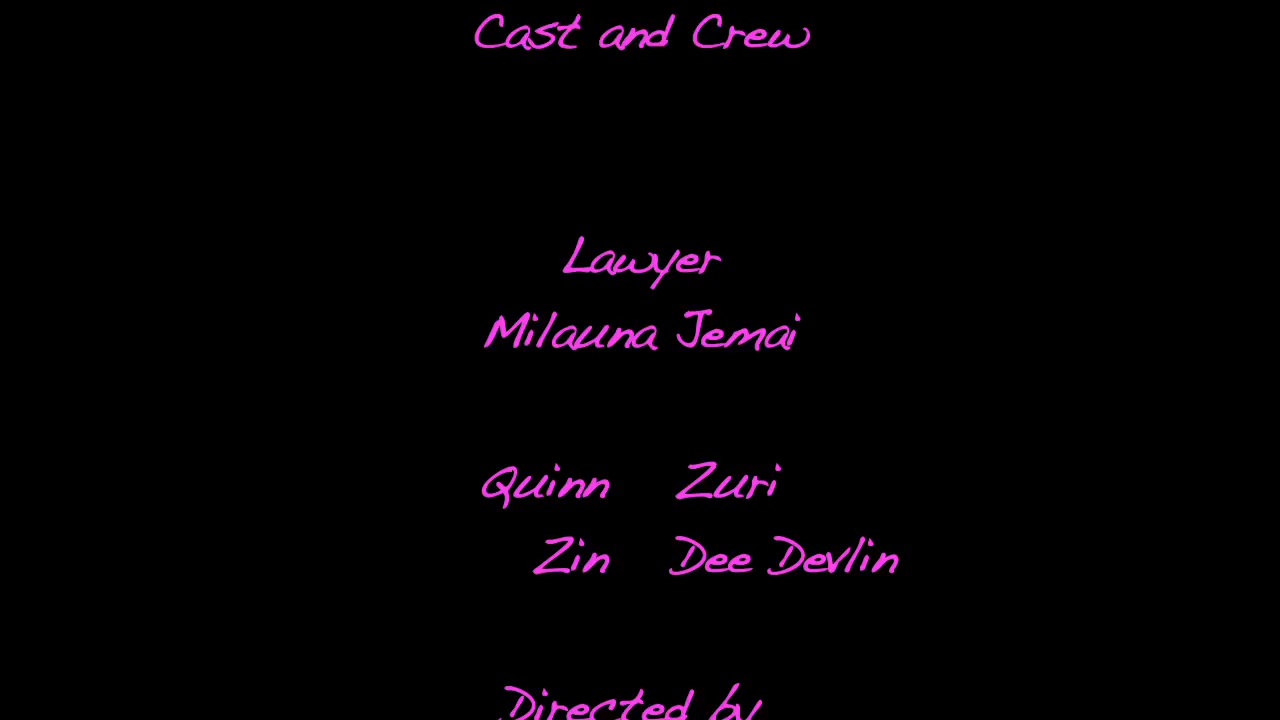 Cast and Crew
Lawyer
Milauna Jemai
Quinn Zuri
Zin Dee Devlin
Directed by